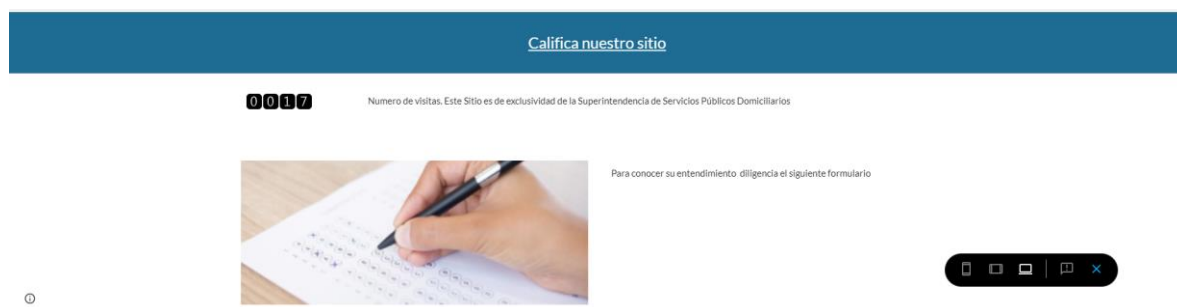 Califica nuestro sitio
0017
Numero de visitas. Este Sitio es de exclusividad de la Superintendencia de Servicios Públicos Domiciliarios
Para conocer su entendimiento diligencia el siguiente formulario